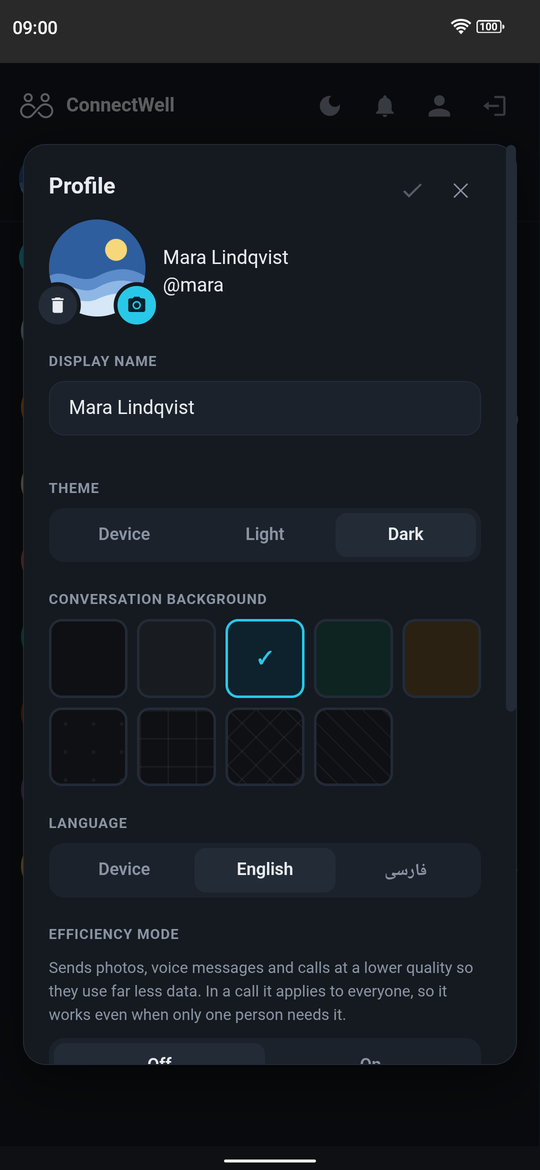 09:00
100
ConnectWell
Profile
Mara Lindqvist
@mara
DISPLAY NAME
Mara Lindqvist
THEME
Device Light Dark
CONVERSATION BACKGROUND
✓
LANGUAGE
Device English فارسی
EFFICIENCY MODE
Sends photos, voice messages and calls at a lower quality so
they use far less data. In a call it applies to everyone, so it
works even when only one person needs it.
Off On